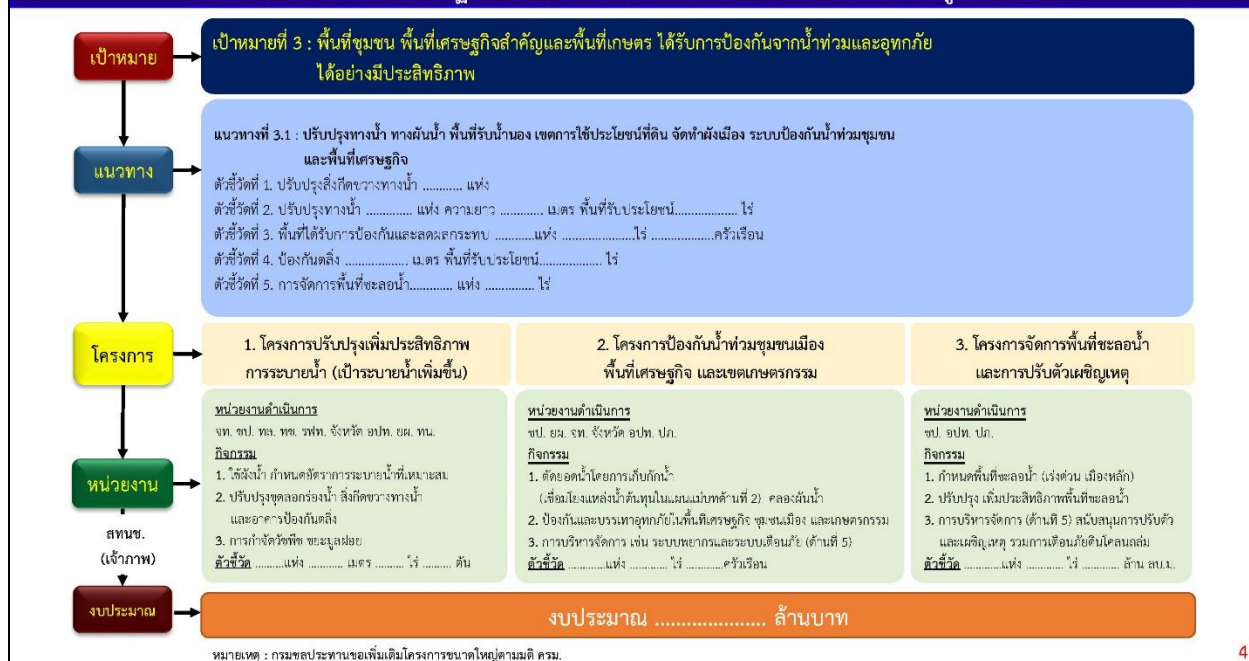 เป้าหมาย
เป้าหมายที่ 3 : พื้นที่ชุมชน พื้นที่เศรษฐกิจสำคัญและพื้นที่เกษตร ได้รับการป้องกันจากน้ำท่วมและอุทกภัย
ได้อย่างมีประสิทธิภาพ
แนวทาง
แนวทางที่ 3.1 : ปรับปรุงทางน้ำ ทางผันน้ำ พื้นที่รับน้ำนอง เขตการใช้ประโยชน์ที่ดิน จัดทำผังเมือง ระบบป้องกันน้ำท่วมชุมชน
และพื้นที่เศรษฐกิจ
ตัวชี้วัดที่ 1. ปรับปรุงสิ่งกีดขวางทางน้ำ ............ แห่ง
ตัวชี้วัดที่ 2. ปรับปรุงทางน้ำ .............. แห่ง ความยาว ............. เมตร พื้นที่รับประโยชน์................... ไร่
ตัวชี้วัดที่ 3. พื้นที่ได้รับการป้องกันและลดผลกระทบ ............แห่ง ......................ไร่ ...................ครัวเรือน
ตัวชี้วัดที่ 4. ป้องกันตลิ่ง ................... เมตร พื้นที่รับประโยชน์................... ไร่
ตัวชี้วัดที่ 5. การจัดการพื้นที่ชะลอน้ำ............. แห่ง ............... ไร่
โครงการ
1. โครงการปรับปรุงเพิ่มประสิทธิภาพ
การระบายน้ำ (เป้าระบายน้ำเพิ่มขึ้น)
2. โครงการป้องกันน้ำท่วมชุมชนเมือง
พื้นที่เศรษฐกิจ และเขตเกษตรกรรม
3. โครงการจัดการพื้นที่ชะลอน้ำ
และการปรับตัวเผชิญเหตุ
หน่วยงาน
สทนช.
(เจ้าภาพ)
หน่วยงานดำเนินการ
จท. ชป. ทล. ทช. รฟท. จังหวัด อปท. ยผ. ทน.
กิจกรรม
1. ใช้ผังน้ำ กำหนดอัตราการระบายน้ำที่เหมาะสม
2. ปรับปรุงขุดลอกร่องน้ำ สิ่งกีดขวางทางน้ำ
และอาคารป้องกันตลิ่ง
3. การกำจัดวัชพืช ขยะมูลฝอย
ตัวชี้วัด .........แห่ง ........... เมตร ......... ไร่ ......... ตัน
หน่วยงานดำเนินการ
ชป. ยผ. จท. จังหวัด อปท. ปภ.
กิจกรรม
1. ตัดยอดน้ำโดยการเก็บกักน้ำ
(เชื่อมโยงแหล่งน้ำต้นทุนในแผนแม่บทด้านที่ 2) คลองผันน้ำ
2. ป้องกันและบรรเทาอุทกภัยในพื้นที่เศรษฐกิจ ชุมชนเมือง และเกษตรกรรม
3. การบริหารจัดการ เช่น ระบบพยากรและระบบเตือนภัย (ด้านที่ 5)
ตัวชี้วัด ............แห่ง ............ ไร่ ............ครัวเรือน
หน่วยงานดำเนินการ
ชป. อปท. ปภ.
กิจกรรม
1. กำหนดพื้นที่ชะลอน้ำ (เร่งด่วน เมืองหลัก)
2. ปรับปรุง เพิ่มประสิทธิภาพพื้นที่ชะลอน้ำ
3. การบริหารจัดการ (ด้านที่ 5) สนับสนุนการปรับตัว
และเผชิญเหตุ รวมการเตือนภัยดินโคลนถล่ม
ตัวชี้วัด ............แห่ง ............ ไร่ ............ ล้าน ลบ.ม.
งบประมาณ
งบประมาณ ..................... ล้านบาท
หมายเหตุ : กรมชลประทานขอเพิ่มเติมโครงการขนาดใหญ่ตามมติ ครม.
4